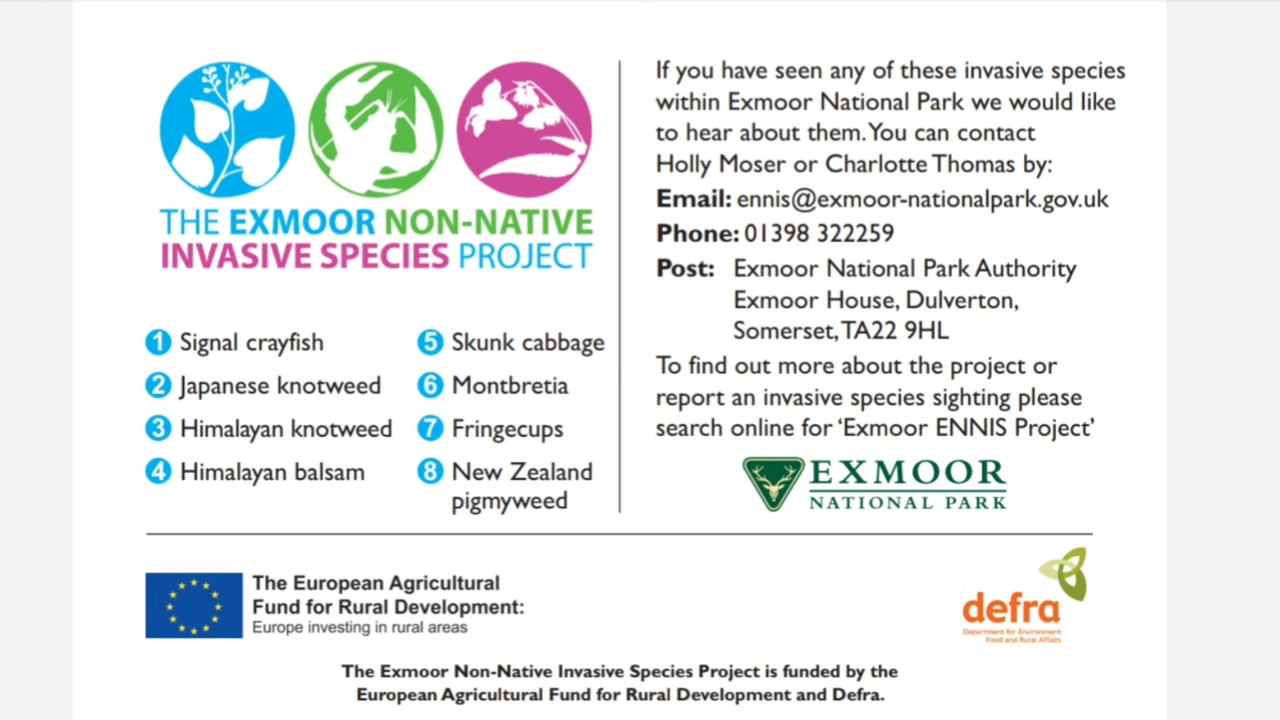 THE EXMOOR NON-NATIVE
INVASIVE SPECIES PROJECT
1 Signal crayfish
2 Japanese knotweed
3 Himalayan knotweed
4 Himalayan balsam
5 Skunk cabbage
6 Montbretia
7 Fringecups
8 New Zealand
pigmyweed
If you have seen any of these invasive species
within Exmoor National Park we would like
to hear about them. You can contact
Holly Moser or Charlotte Thomas by:
Email: ennis@exmoor-nationalpark.gov.uk
Phone: 01398 322259
Post: Exmoor National Park Authority
Exmoor House, Dulverton,
Somerset, TA22 9HL
To find out more about the project or
report an invasive species sighting please
search online for ‘Exmoor ENNIS Project’
EXMOOR
NATIONAL PARK
The European Agricultural
Fund for Rural Development:
Europe investing in rural areas
defra
Department for Environment
Food and Rural Affairs
The Exmoor Non-Native Invasive Species Project is funded by the
European Agricultural Fund for Rural Development and Defra.